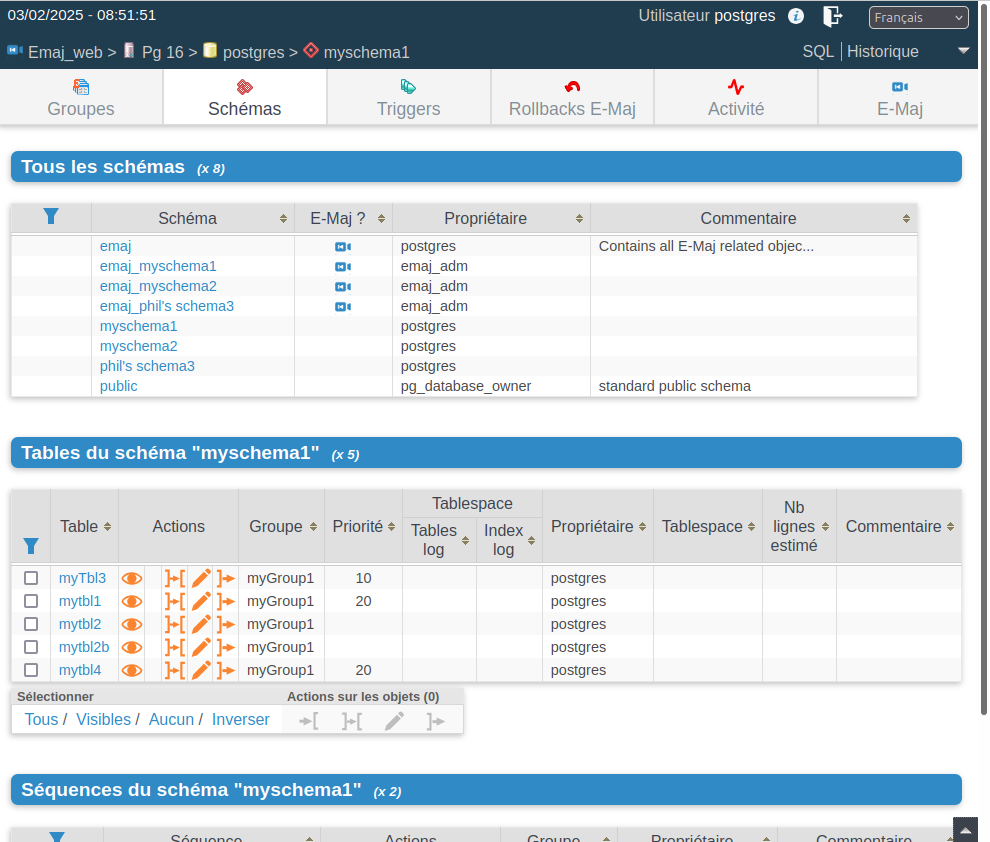 03/02/2025 - 08:51:51
Utilisateur postgres
Français
Emaj_web > Pg 16 > postgres > myschema1
SQL | Historique
Groupes
Schémas
Triggers
Rollbacks E-Maj
Activité
E-Maj
Tous les schémas (x 8)
Schéma E-Maj ? Propriétaire Commentaire
emaj postgres Contains all E-Maj related objec...
emaj_myschema1 emaj_adm
emaj_myschema2 emaj_adm
emaj_phil's schema3 emaj_adm
myschema1 postgres
myschema2 postgres
phil's schema3 postgres
public pg_database_owner standard public schema
Tables du schéma "myschema1" (x 5)
Table Actions Groupe Priorité Tablespace Propriétaire Tablespace Nb lignes estimé Commentaire
Tables log Index log
myTbl3 myGroup1 10 postgres
mytbl1 myGroup1 20 postgres
mytbl2 myGroup1 postgres
mytbl2b myGroup1 postgres
mytbl4 myGroup1 20 postgres
Sélectionner Actions sur les objets (0)
Tous / Visibles / Aucun / Inverser
Séquences du schéma "myschema1" (x 2)
Séquence Actions Groupe Propriétaire Commentaire